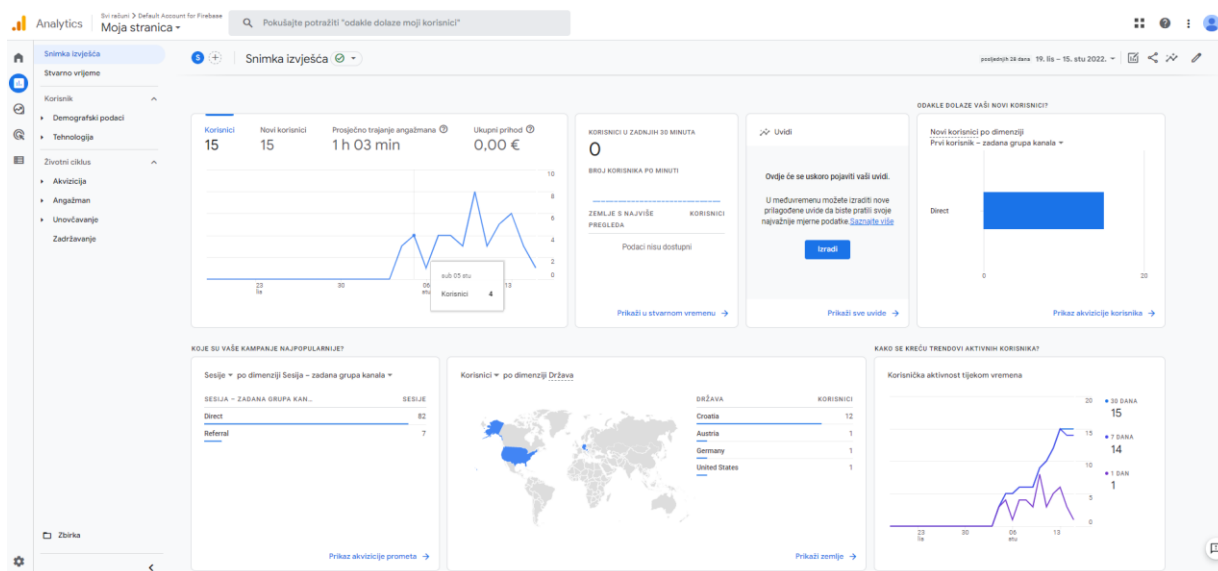 Analytics
Svi računi > Default Account for Firebase
Moja stranica
Pokušajte potražiti "odakle dolaze moji korisnici"
Snimka izvješća
Stvarno vrijeme
Korisnik
Demografski podaci
Tehnologija
Životni ciklus
Akvizicija
Angažman
Unovčavanje
Zadržavanje
Zbirka
S
Snimka izvješća
posljednjih 28 dana 19. lis – 15. stu 2022.
Korisnici
15
Novi korisnici
15
Prosječno trajanje angažmana
1 h 03 min
Ukupni prihod
0,00 €
10
8
6
4
2
0
23
lis
30
06
stu
13
sub 05 stu
Korisnici 4
KORISNICI U ZADNJIH 30 MINUTA
0
BROJ KORISNIKA PO MINUTI
ZEMLJE S NAJVIŠE PREGLEDA KORISNICI
Podaci nisu dostupni
Prikaži u stvarnom vremenu
Uvidi
Ovdje će se uskoro pojaviti vaši uvidi.
U međuvremenu možete izraditi nove
prilagođene uvide da biste pratili svoje
najvažnije mjerne podatke.Saznajte više
Izradi
Prikaži sve uvide
ODAKLE DOLAZE VAŠI NOVI KORISNICI?
Novi korisnici po dimenziji
Prvi korisnik – zadana grupa kanala
Direct
0
20
Prikaz akvizicije korisnika
KOJE SU VAŠE KAMPANJE NAJPOPULARNIJE?
Sesije po dimenziji Sesija – zadana grupa kanala
SESIJA – ZADANA GRUPA KAN... SESIJE
Direct 82
Referral 7
Prikaz akvizicije prometa
Korisnici po dimenziji Država
DRŽAVA KORISNICI
Croatia 12
Austria 1
Germany 1
United States 1
Prikaži zemlje
KAKO SE KREĆU TRENDOVI AKTIVNIH KORISNIKA?
Korisnička aktivnost tijekom vremena
20
15
10
5
0
23
lis
30
06
stu
13
30 DANA
15
7 DANA
14
1 DAN
1